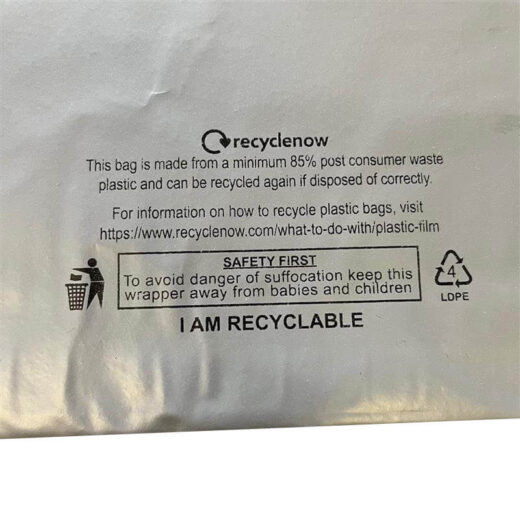 recyclenow
This bag is made from a minimum 85% post consumer waste
plastic and can be recycled again if disposed of correctly.
For information on how to recycle plastic bags, visit
https://www.recyclenow.com/what-to-do-with/plastic-film
SAFETY FIRST
To avoid danger of suffocation keep this
wrapper away from babies and children
4
LDPE
I AM RECYCLABLE